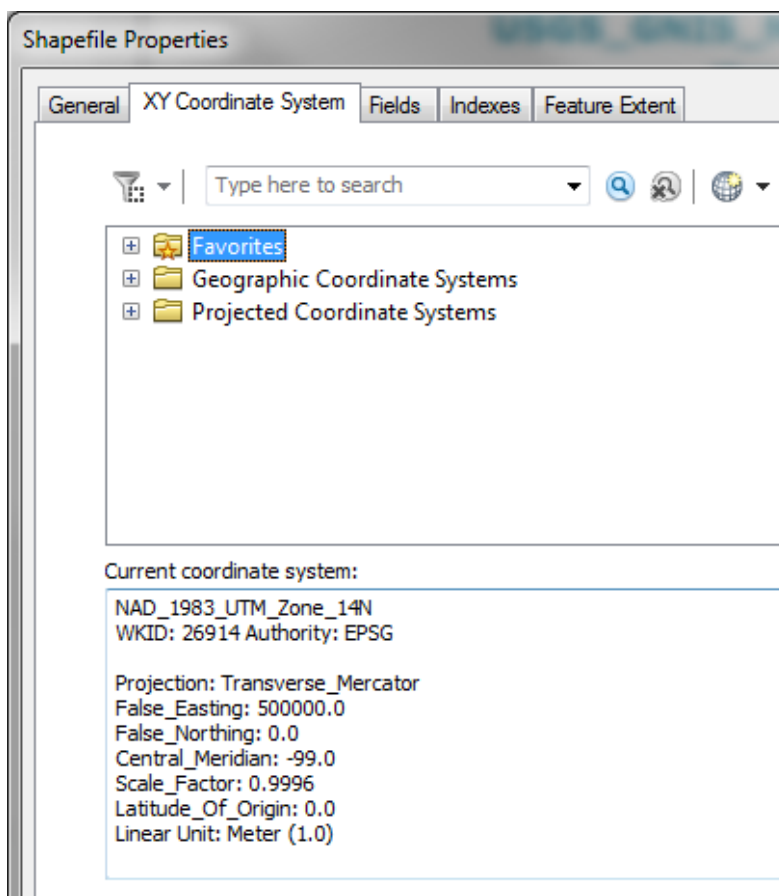 USGS_GNIS_
Shapefile Properties
General XY Coordinate System Fields Indexes Feature Extent
Type here to search
Favorites
Geographic Coordinate Systems
Projected Coordinate Systems
Current coordinate system:
NAD_1983_UTM_Zone_14N
WKID: 26914 Authority: EPSG
Projection: Transverse_Mercator
False_Easting: 500000.0
False_Northing: 0.0
Central_Meridian: -99.0
Scale_Factor: 0.9996
Latitude_Of_Origin: 0.0
Linear Unit: Meter (1.0)